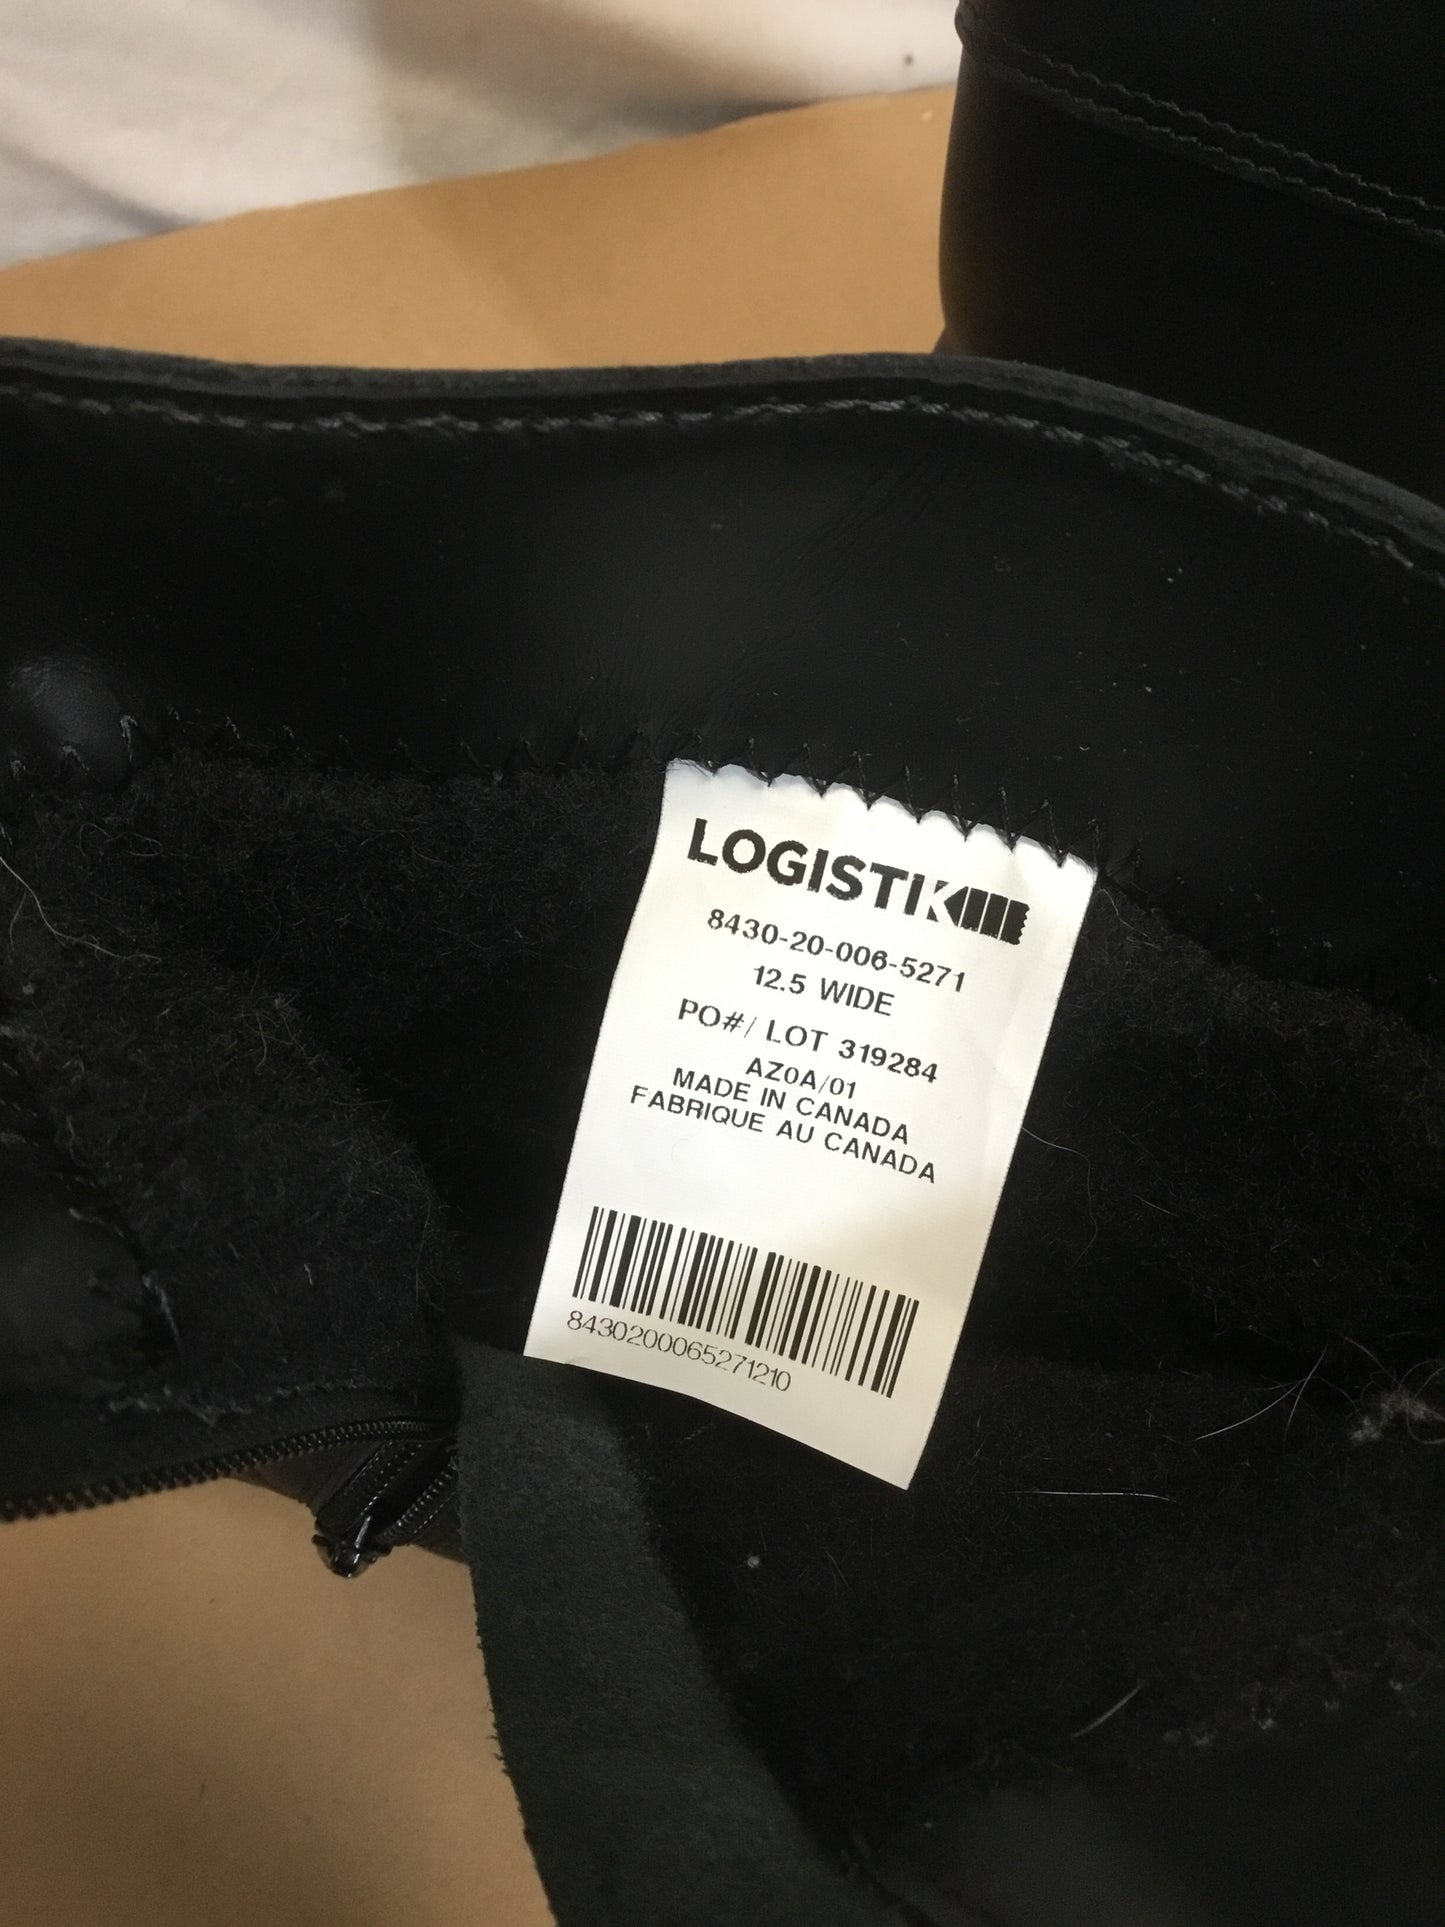 LOGISTIK
8430-20-006-5271
12.5 WIDE
PO#/ LOT 319284
AZ0A/01
MADE IN CANADA
FABRIQUE AU CANADA
8430200065271210